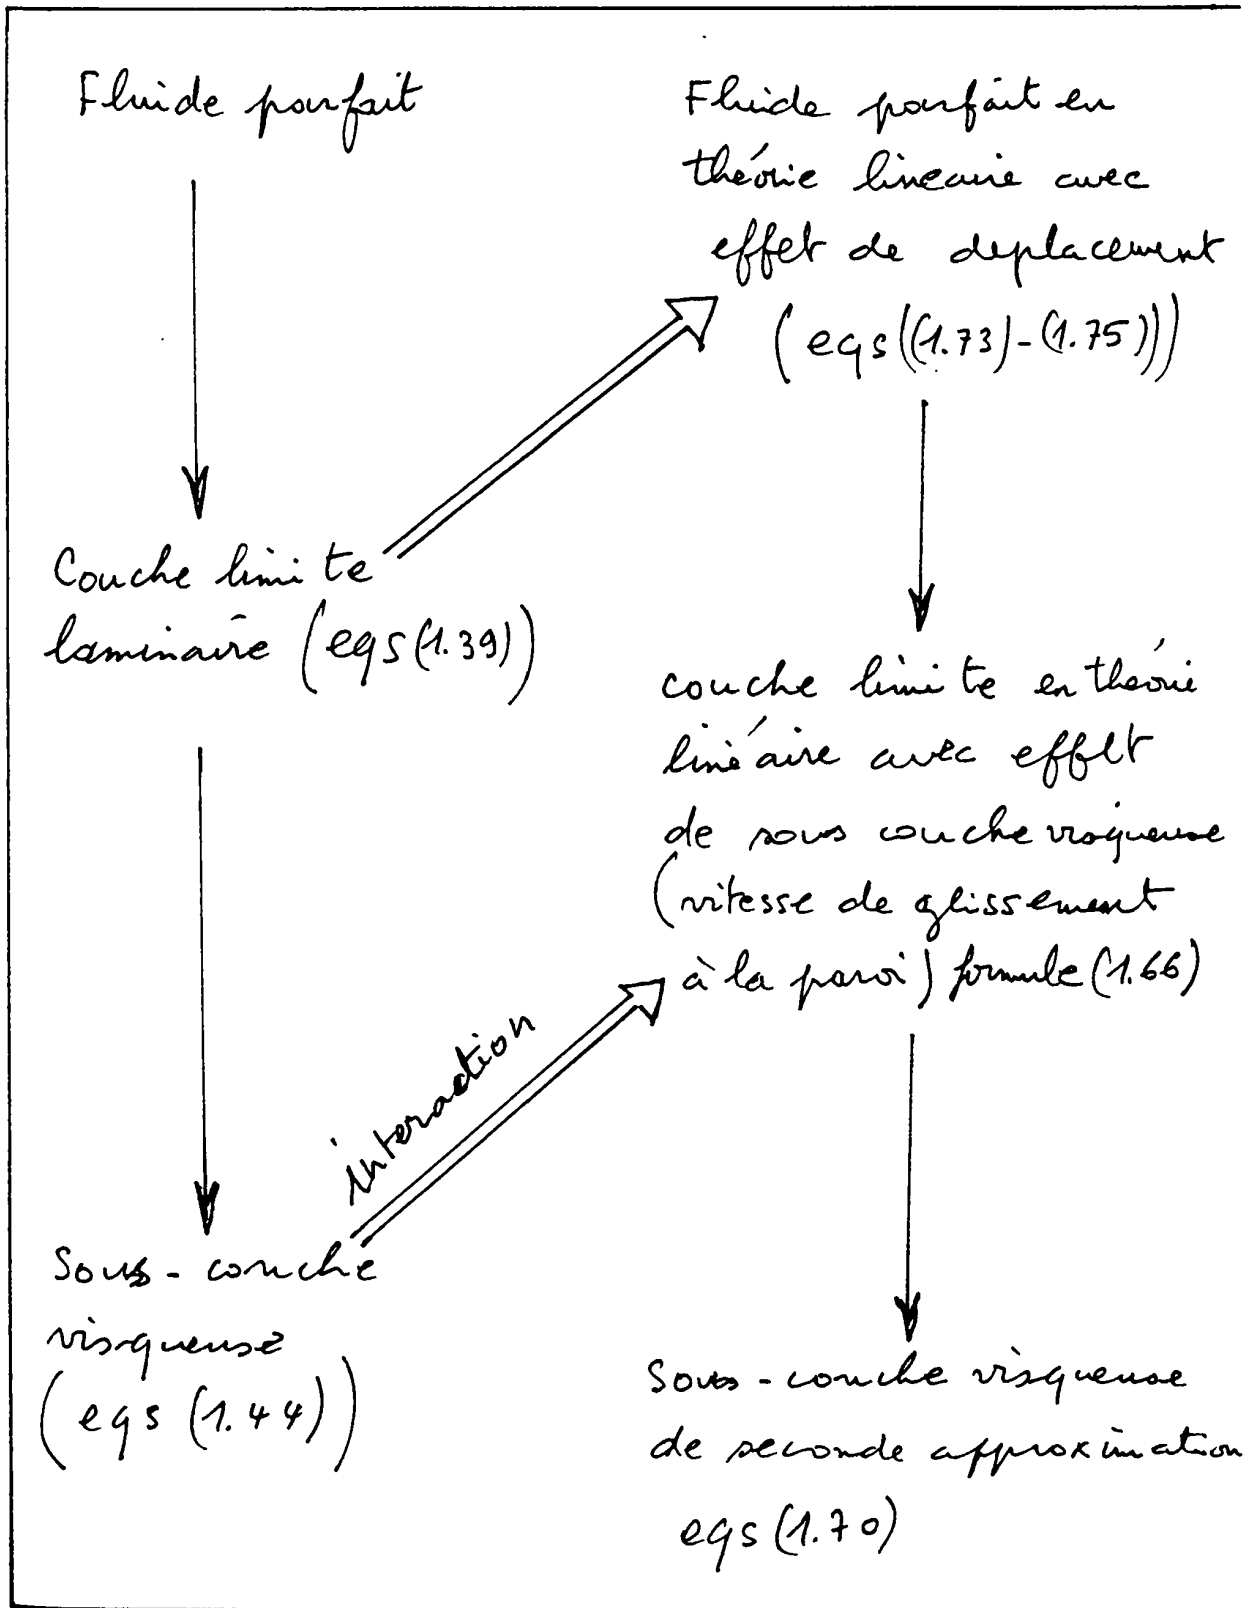 Fluide parfait
Couche limite
laminaire (eqs (1.39))
Sous-couche
visqueuse
(eqs (1.44))
interaction
Fluide parfait en
théorie lineaire avec
effet de deplacement
(eqs((1.73)-(1.75)))
couche limite en théorie
linéaire avec effet
de sous couche visqueuse
(vitesse de glissement
à la paroi) formule (1.66)
Sous-couche visqueuse
de seconde approximation
eqs (1.70)